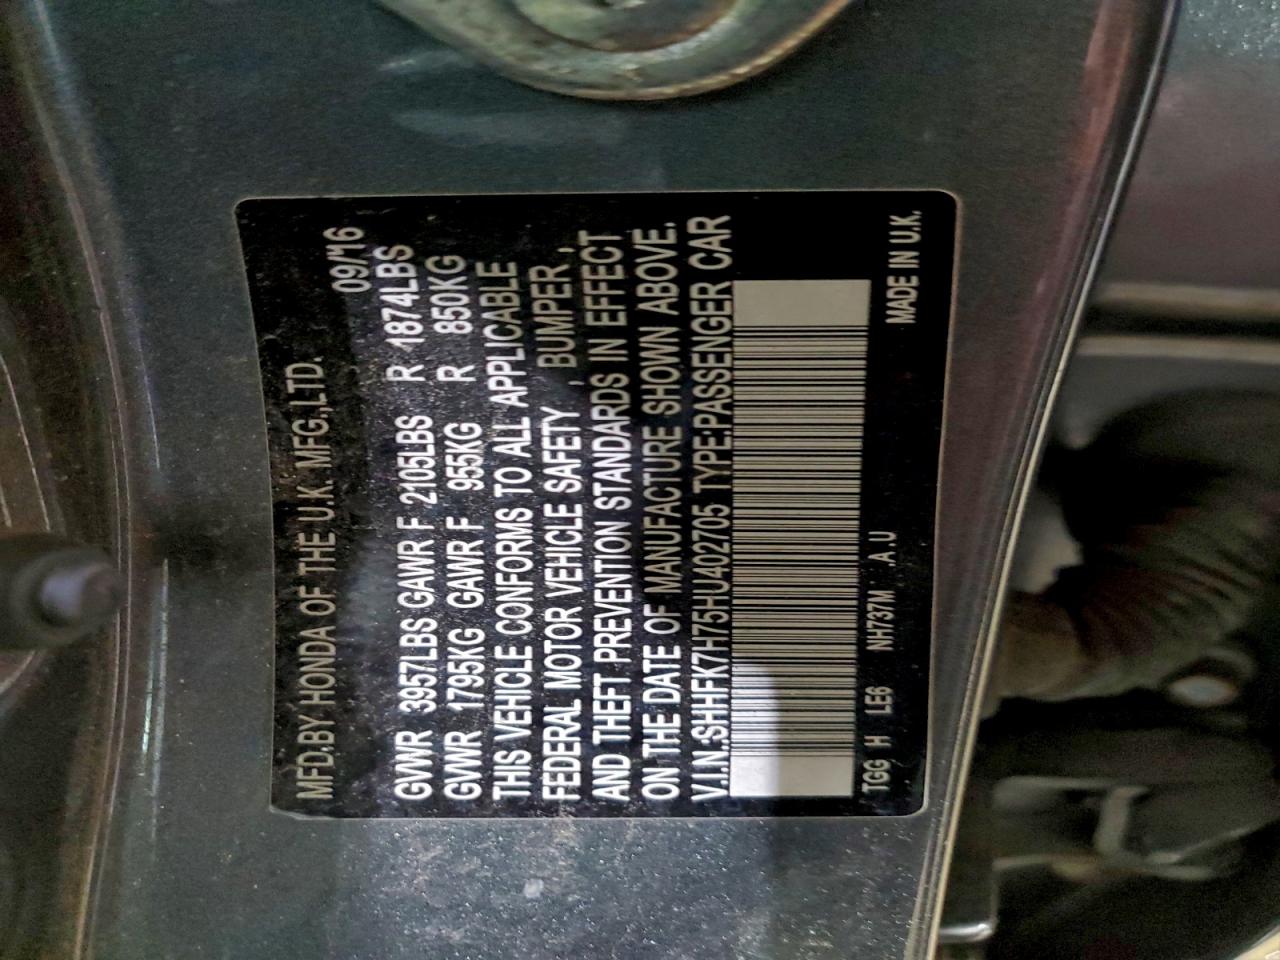 MFD.BY HONDA OF THE U.K. MFG.,LTD.
09/16
GVWR 3957LBS GAWR F 2105LBS R 1874LBS
GVWR 1795KG GAWR F 955KG R 850KG
THIS VEHICLE CONFORMS TO ALL APPLICABLE
FEDERAL MOTOR VEHICLE SAFETY , BUMPER ,
AND THEFT PREVENTION STANDARDS IN EFFECT
ON THE DATE OF MANUFACTURE SHOWN ABOVE.
V.I.N.:SHHFK7H75HU402705 TYPE:PASSENGER CAR
TGG H LE6 NH737M .A.U MADE IN U.K.